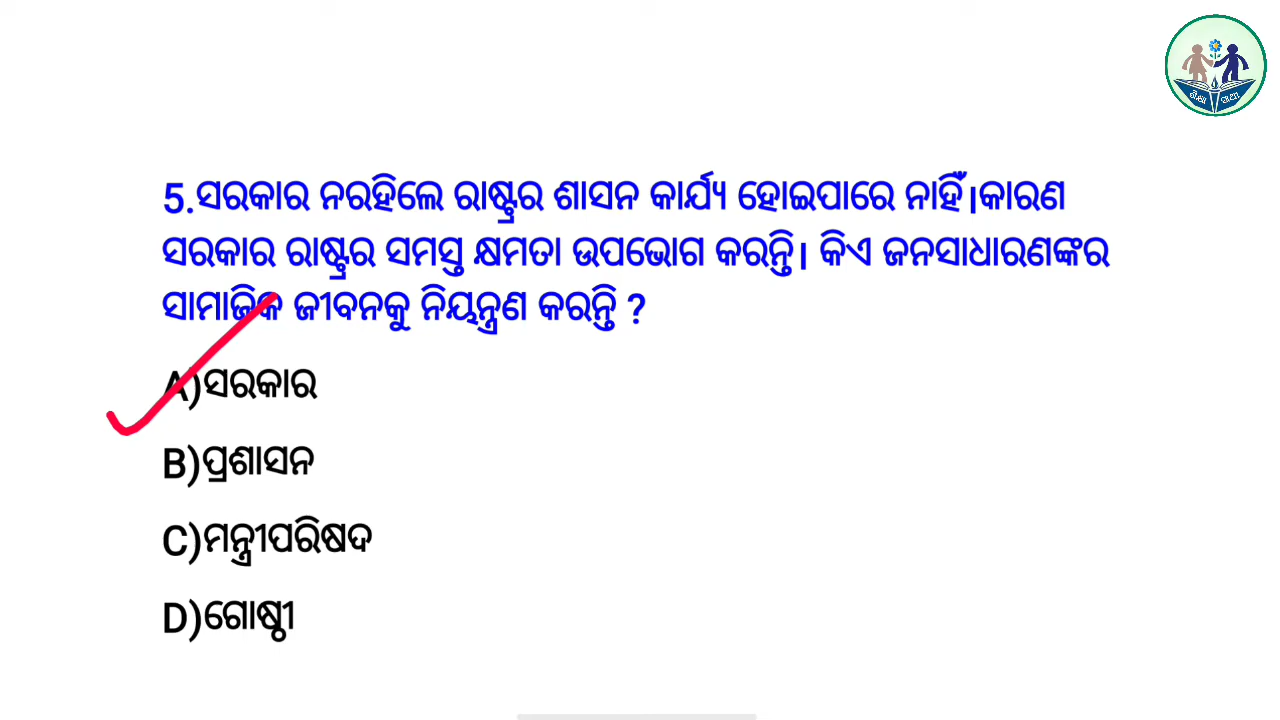 5.ସରକାର ନରହିଲେ ରାଷ୍ଟ୍ରର ଶାସନ କାର୍ଯ୍ୟ ହୋଇପାରେ ନାହିଁ।କାରଣ
ସରକାର ରାଷ୍ଟ୍ରର ସମସ୍ତ କ୍ଷମତା ଉପଭୋଗ କରନ୍ତି। କିଏ ଜନସାଧାରଣଙ୍କର
ସାମାଜିକ ଜୀବନକୁ ନିୟନ୍ତ୍ରଣ କରନ୍ତି ?
A)ସରକାର
B)ପ୍ରଶାସନ
C)ମନ୍ତ୍ରୀପରିଷଦ
D)ଗୋଷ୍ଠୀ